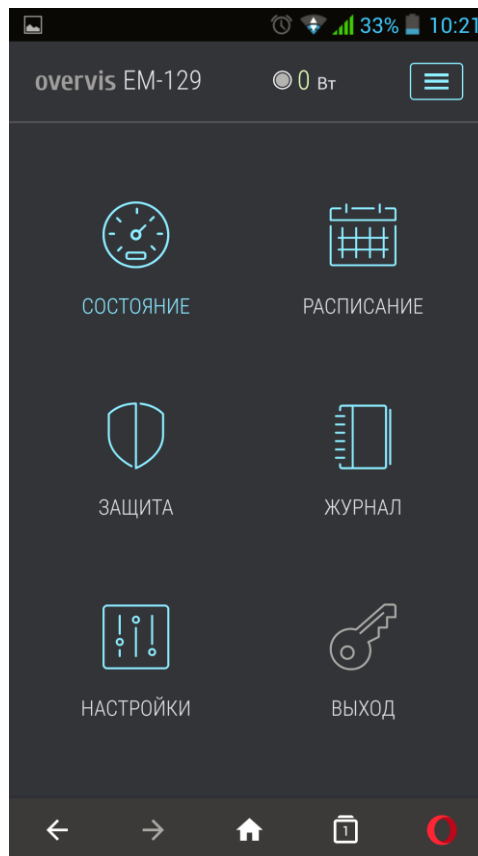 33% 10:21
overvis EM-129 0 Вт
СОСТОЯНИЕ РАСПИСАНИЕ
ЗАЩИТА ЖУРНАЛ
НАСТРОЙКИ ВЫХОД
1